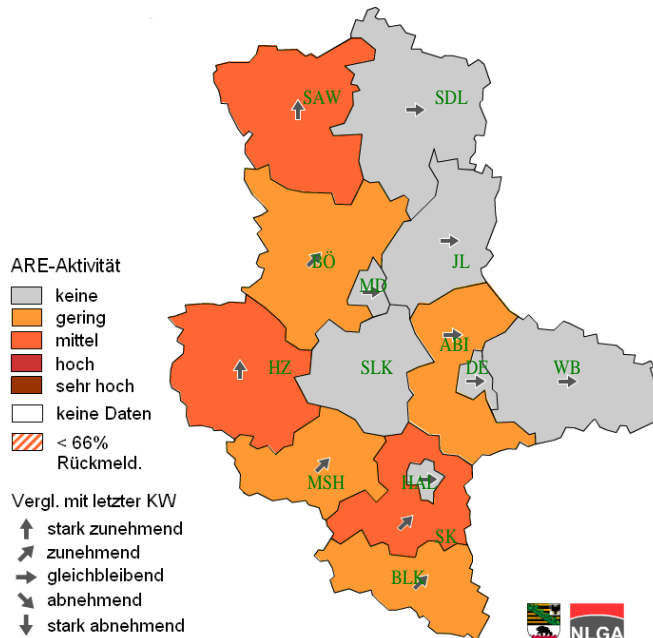 SAW
SDL
BÖ
MD
JL
ARE-Aktivität
keine
gering
mittel
hoch
sehr hoch
keine Daten
< 66%
Rückmeld.
HZ
SLK
ABI
DE
WB
MSH
HAL
SK
BLK
Vergl. mit letzter KW
stark zunehmend
zunehmend
gleichbleibend
abnehmend
stark abnehmend
NLGA